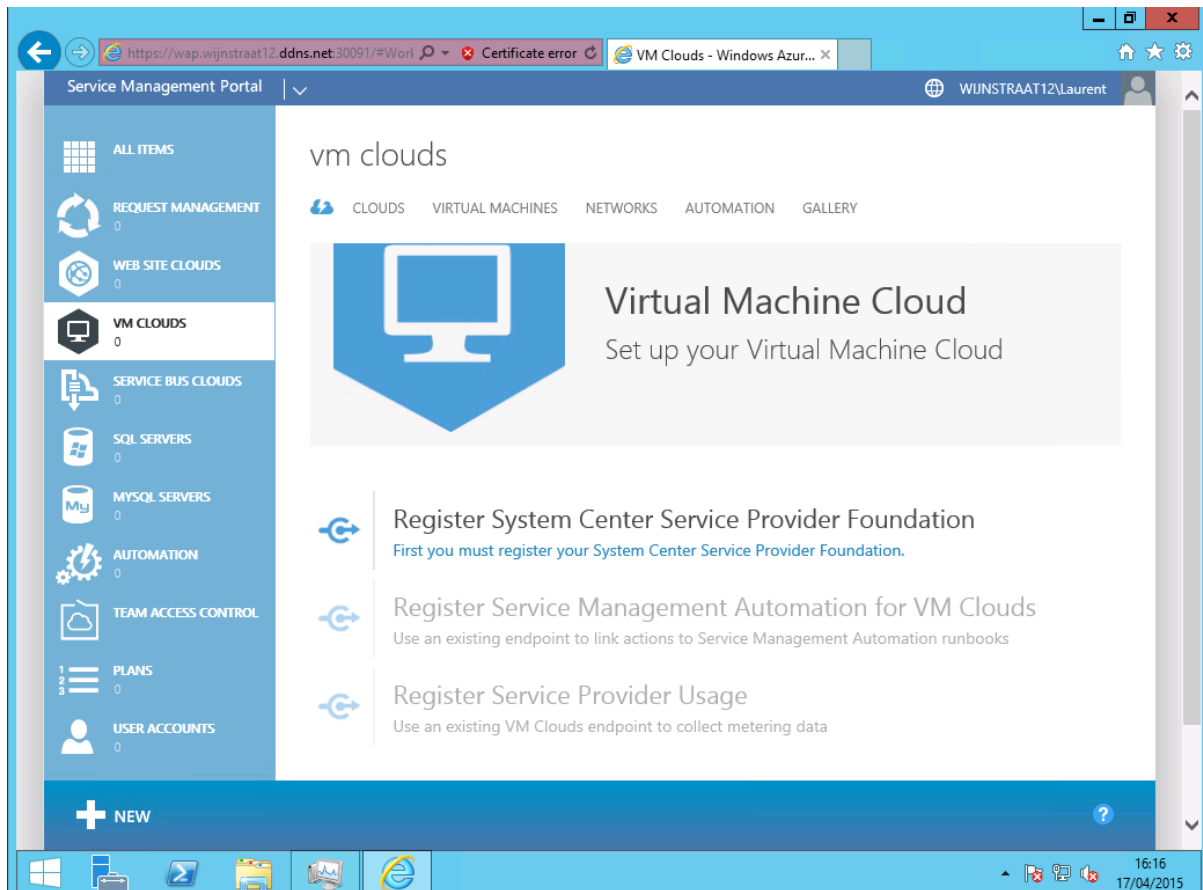 https://wap.wijnstraat12.ddns.net:30091/#Worl
Certificate error
VM Clouds - Windows Azur...
Service Management Portal
WIJNSTRAAT12\Laurent
ALL ITEMS
REQUEST MANAGEMENT
0
WEB SITE CLOUDS
0
VM CLOUDS
0
SERVICE BUS CLOUDS
0
SQL SERVERS
0
MYSQL SERVERS
0
My
AUTOMATION
0
TEAM ACCESS CONTROL
1
2
3
PLANS
0
USER ACCOUNTS
0
vm clouds
CLOUDS VIRTUAL MACHINES NETWORKS AUTOMATION GALLERY
Virtual Machine Cloud
Set up your Virtual Machine Cloud
Register System Center Service Provider Foundation
First you must register your System Center Service Provider Foundation.
Register Service Management Automation for VM Clouds
Use an existing endpoint to link actions to Service Management Automation runbooks
Register Service Provider Usage
Use an existing VM Clouds endpoint to collect metering data
NEW
?
16:16
17/04/2015